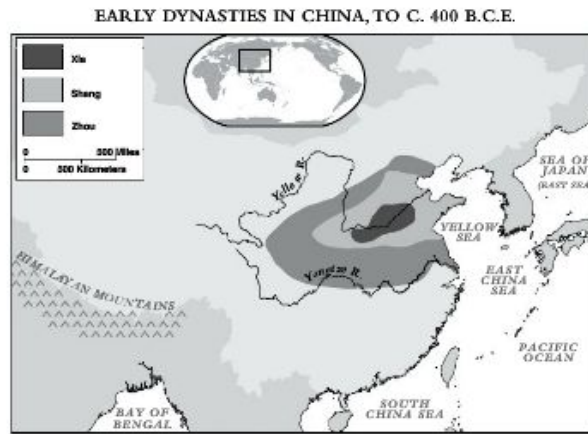 EARLY DYNASTIES IN CHINA, TO C. 400 B.C.E.
Xia
Shang
Zhou
0 500 Miles
0 500 Kilometers
Yellow R.
SEA OF
JAPAN
(EAST SEA)
YELLOW
SEA
HIMALAYAN MOUNTAINS
Yangtze R.
EAST
CHINA
SEA
PACIFIC
OCEAN
BAY OF
BENGAL
SOUTH
CHINA SEA